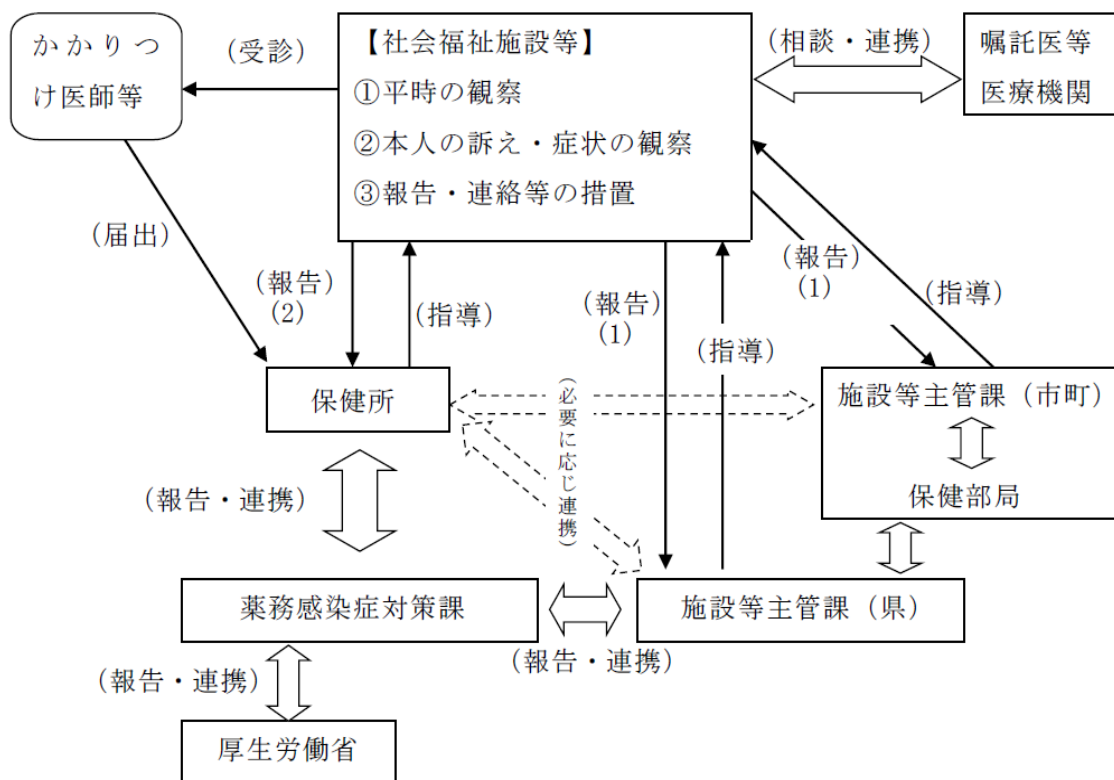 かかりつ
け医師等
（受診）
【社会福祉施設等】
①平時の観察
②本人の訴え・症状の観察
③報告・連絡等の措置
（相談・連携）
嘱託医等
医療機関
（届出）
（報告）
(2)
（指導）
（報告）
(1)
（指導）
（報告）
(1)
（指導）
保健所
（必要に応じ連携）
施設等主管課（市町）
保健部局
（報告・連携）
薬務感染症対策課
（報告・連携）
施設等主管課（県）
（報告・連携）
厚生労働省